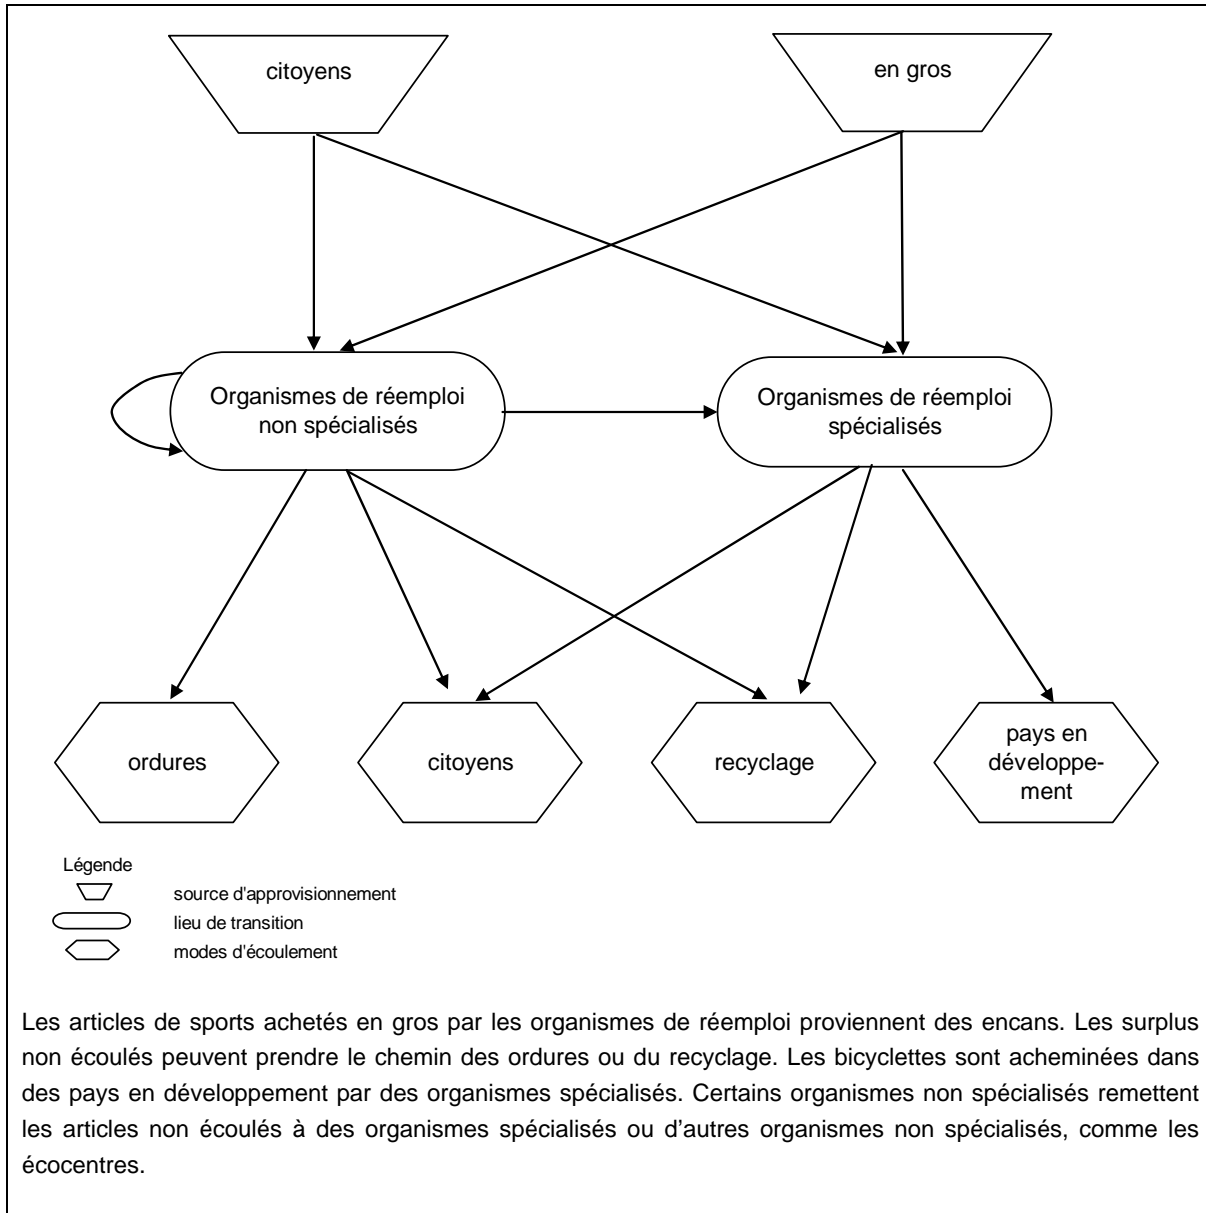 citoyens
en gros
Organismes de réemploi
non spécialisés
Organismes de réemploi
spécialisés
ordures
citoyens
recyclage
pays en
développe-
ment
Légende
source d'approvisionnement
lieu de transition
modes d'écoulement
Les articles de sports achetés en gros par les organismes de réemploi proviennent des encans. Les surplus
non écoulés peuvent prendre le chemin des ordures ou du recyclage. Les bicyclettes sont acheminées dans
des pays en développement par des organismes spécialisés. Certains organismes non spécialisés remettent
les articles non écoulés à des organismes spécialisés ou d’autres organismes non spécialisés, comme les
écocentres.